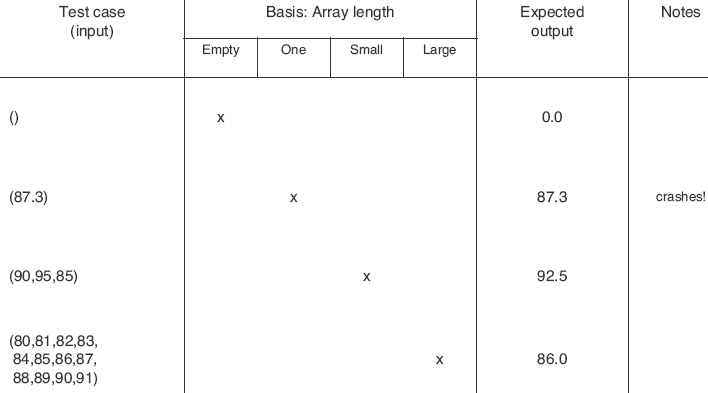 Test case
(input)
Basis: Array length
Expected
output
Notes
Empty
One
Small
Large
()
x
0.0
(87.3)
x
87.3
crashes!
(90,95,85)
x
92.5
(80,81,82,83,
84,85,86,87,
88,89,90,91)
x
86.0